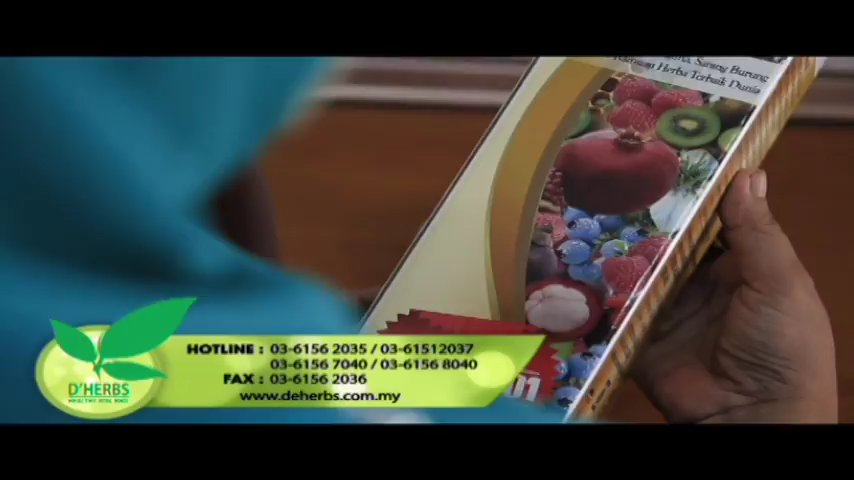 Sarang Burung
Herba Terbaik Dunia
HOTLINE : 03-6156 2035 / 03-61512037
03-6156 7040 / 03-6156 8040
FAX : 03-6156 2036
www.deherbs.com.my
D'HERBS
01